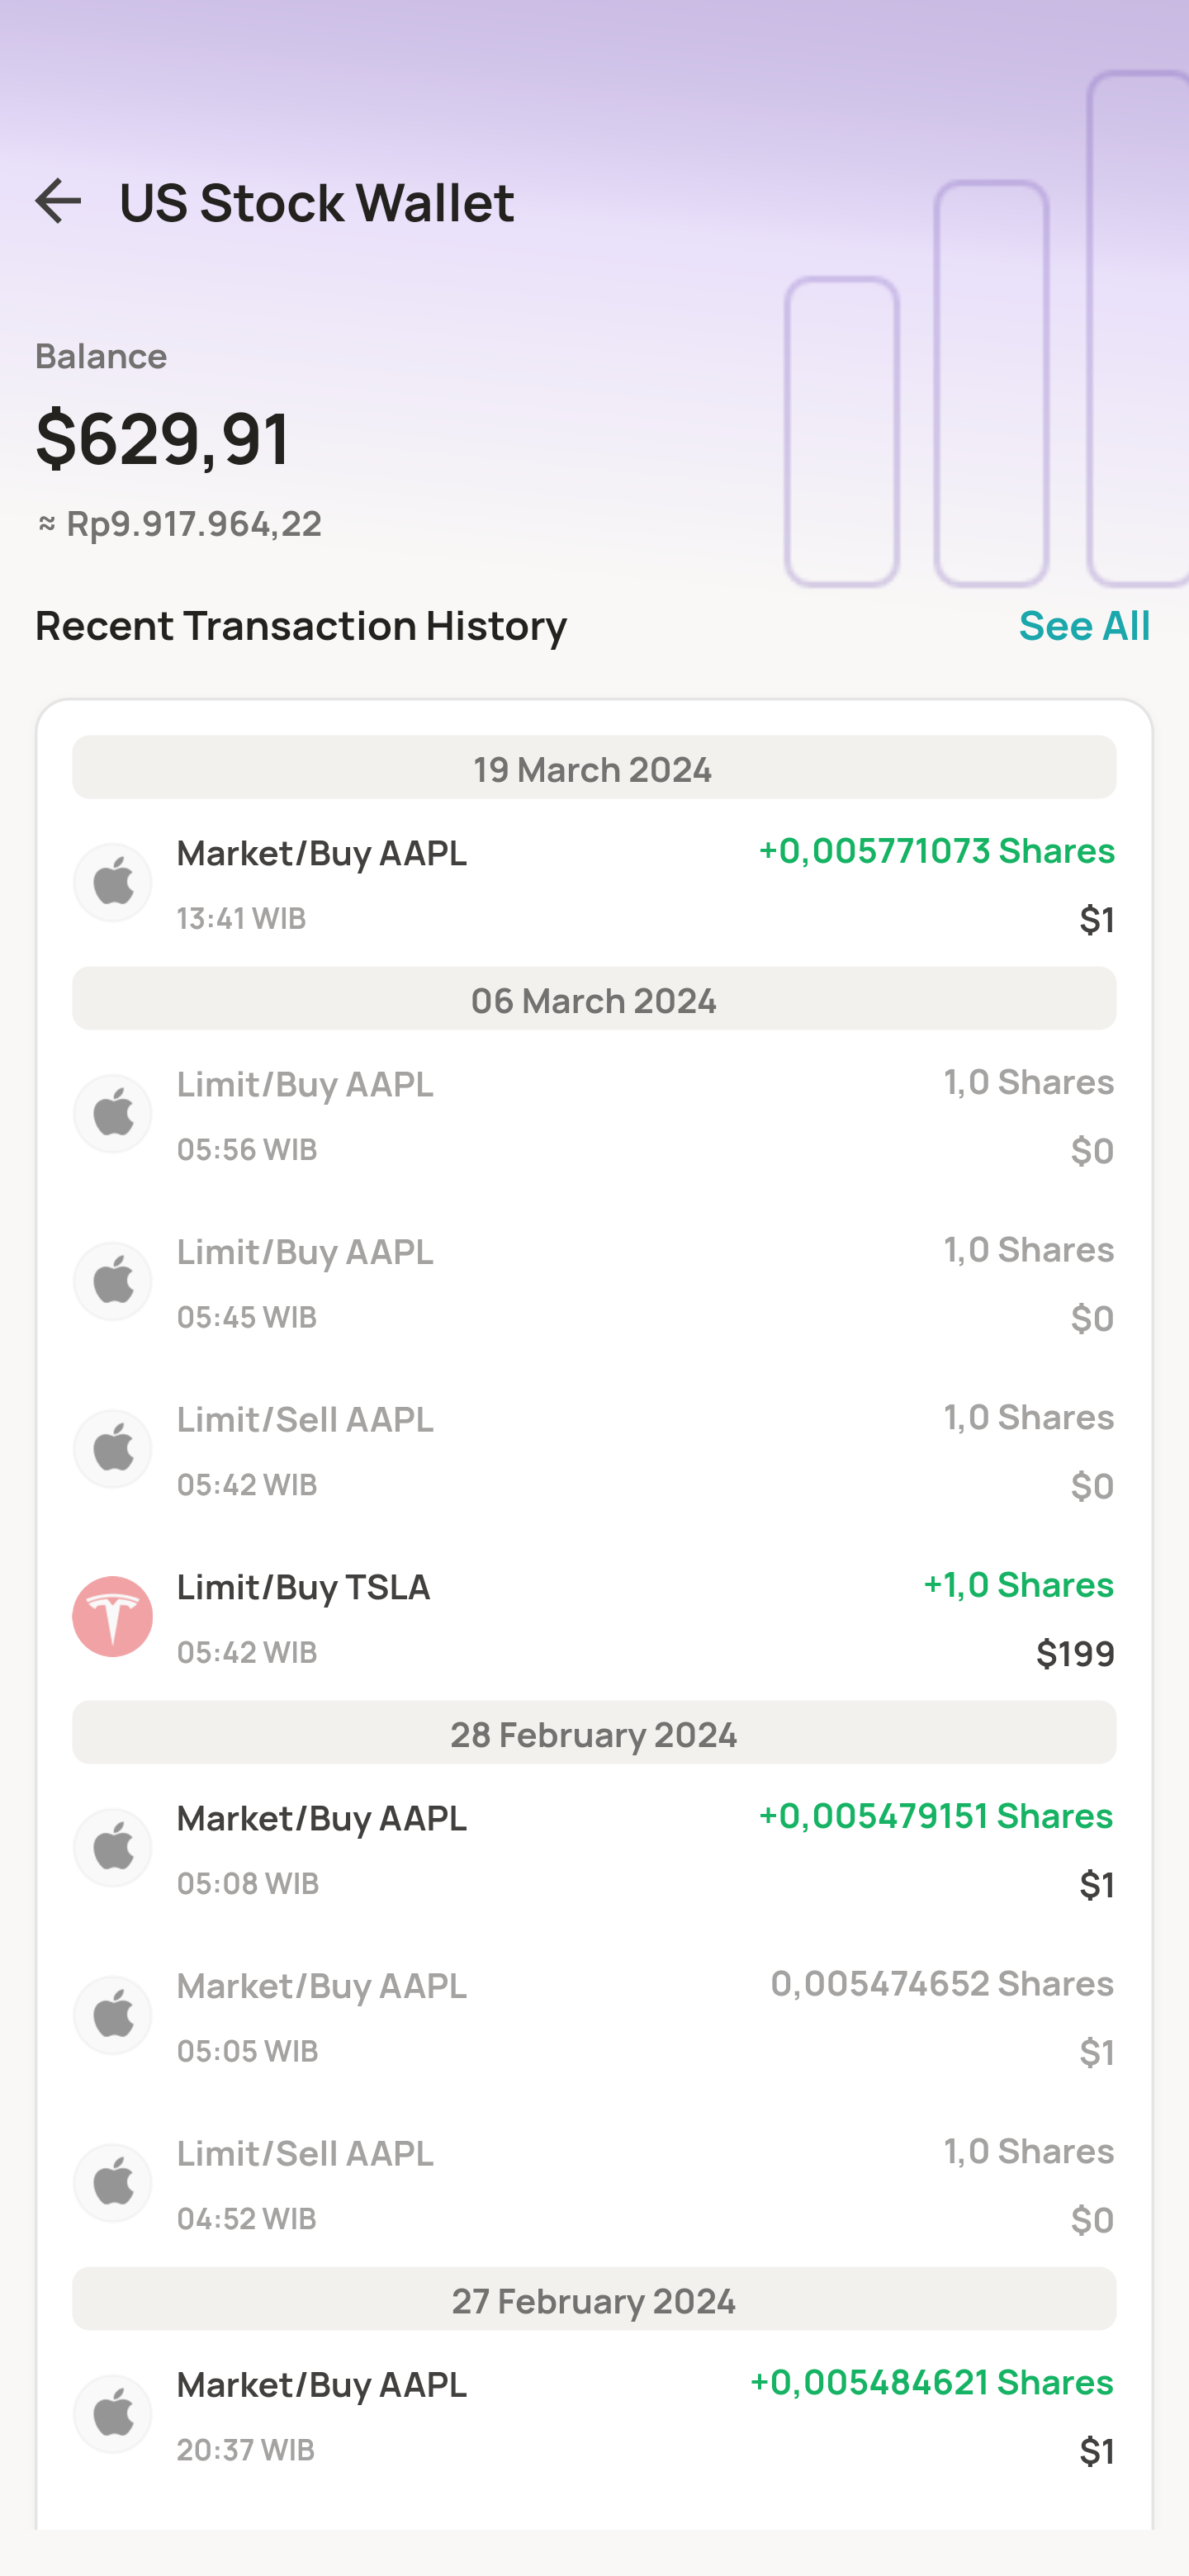 US Stock Wallet
Balance
$629,91
≈ Rp9.917.964,22
Recent Transaction History See All
19 March 2024
Market/Buy AAPL +0,005771073 Shares
13:41 WIB $1
06 March 2024
Limit/Buy AAPL 1,0 Shares
05:56 WIB $0
Limit/Buy AAPL 1,0 Shares
05:45 WIB $0
Limit/Sell AAPL 1,0 Shares
05:42 WIB $0
Limit/Buy TSLA +1,0 Shares
05:42 WIB $199
28 February 2024
Market/Buy AAPL +0,005479151 Shares
05:08 WIB $1
Market/Buy AAPL 0,005474652 Shares
05:05 WIB $1
Limit/Sell AAPL 1,0 Shares
04:52 WIB $0
27 February 2024
Market/Buy AAPL +0,005484621 Shares
20:37 WIB $1